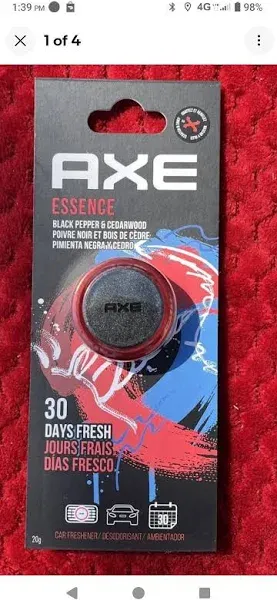 1:39 PM
4G
98%
1 of 4
AXE
ESSENCE
BLACK PEPPER & CEDARWOOD
POIVRE NOIR ET BOIS DE CÈDRE
PIMIENTA NEGRA Y CEDRO
AXE
30
DAYS FRESH
JOURS FRAIS
DÍAS FRESCO
30
20g
CAR FRESHENER/ DÉSODORISANT/ AMBIENTADOR